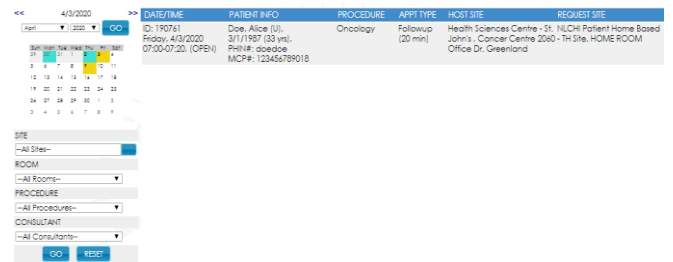 << 4/3/2020 >>
April 2020 GO
Sun Mon Tue Wed Thu Fri Sat
29 30 31 1 2 3 4
5 6 7 8 9 10 11
12 13 14 15 16 17 18
19 20 21 22 23 24 25
26 27 28 29 30 1 2
3 4 5 6 7 8 9
SITE
--All Sites--
ROOM
--All Rooms--
PROCEDURE
--All Procedures--
CONSULTANT
--All Consultants--
GO RESET
DATE/TIME PATIENT INFO PROCEDURE APPT TYPE HOST SITE REQUEST SITE
ID: 190761 Doe, Alice (U), Oncology Followup Health Sciences Centre - St. NLCHI Patient Home Based
Friday, 4/3/2020 3/1/1987 (33 yrs), (20 min) John's , Cancer Centre 2060 - TH Site, HOME ROOM
07:00-07:20, (OPEN) PHN#: doedoe Office Dr. Greenland
MCP#: 123456789018